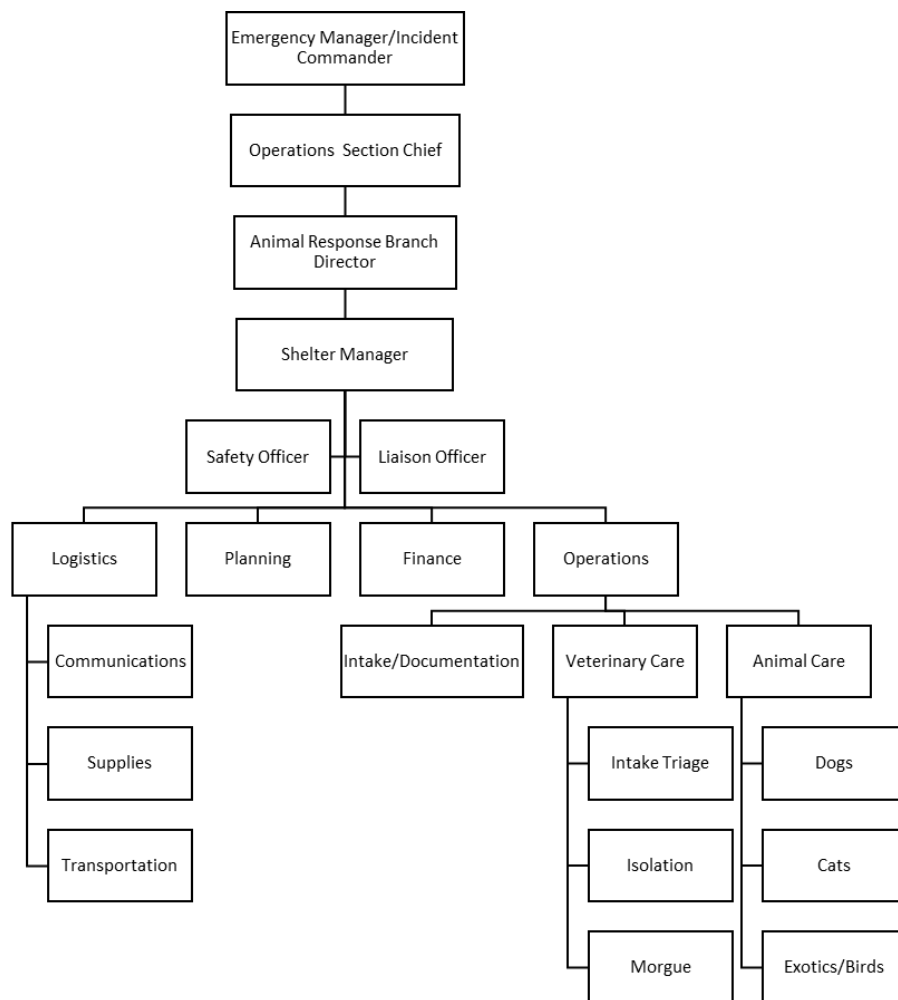 Emergency Manager/Incident
Commander
Operations  Section Chief
Animal Response Branch
Director
Shelter Manager
Safety Officer
Liaison Officer
Logistics
Planning
Finance
Operations
Communications
Supplies
Transportation
Intake/Documentation
Veterinary Care
Animal Care
Intake Triage
Isolation
Morgue
Dogs
Cats
Exotics/Birds